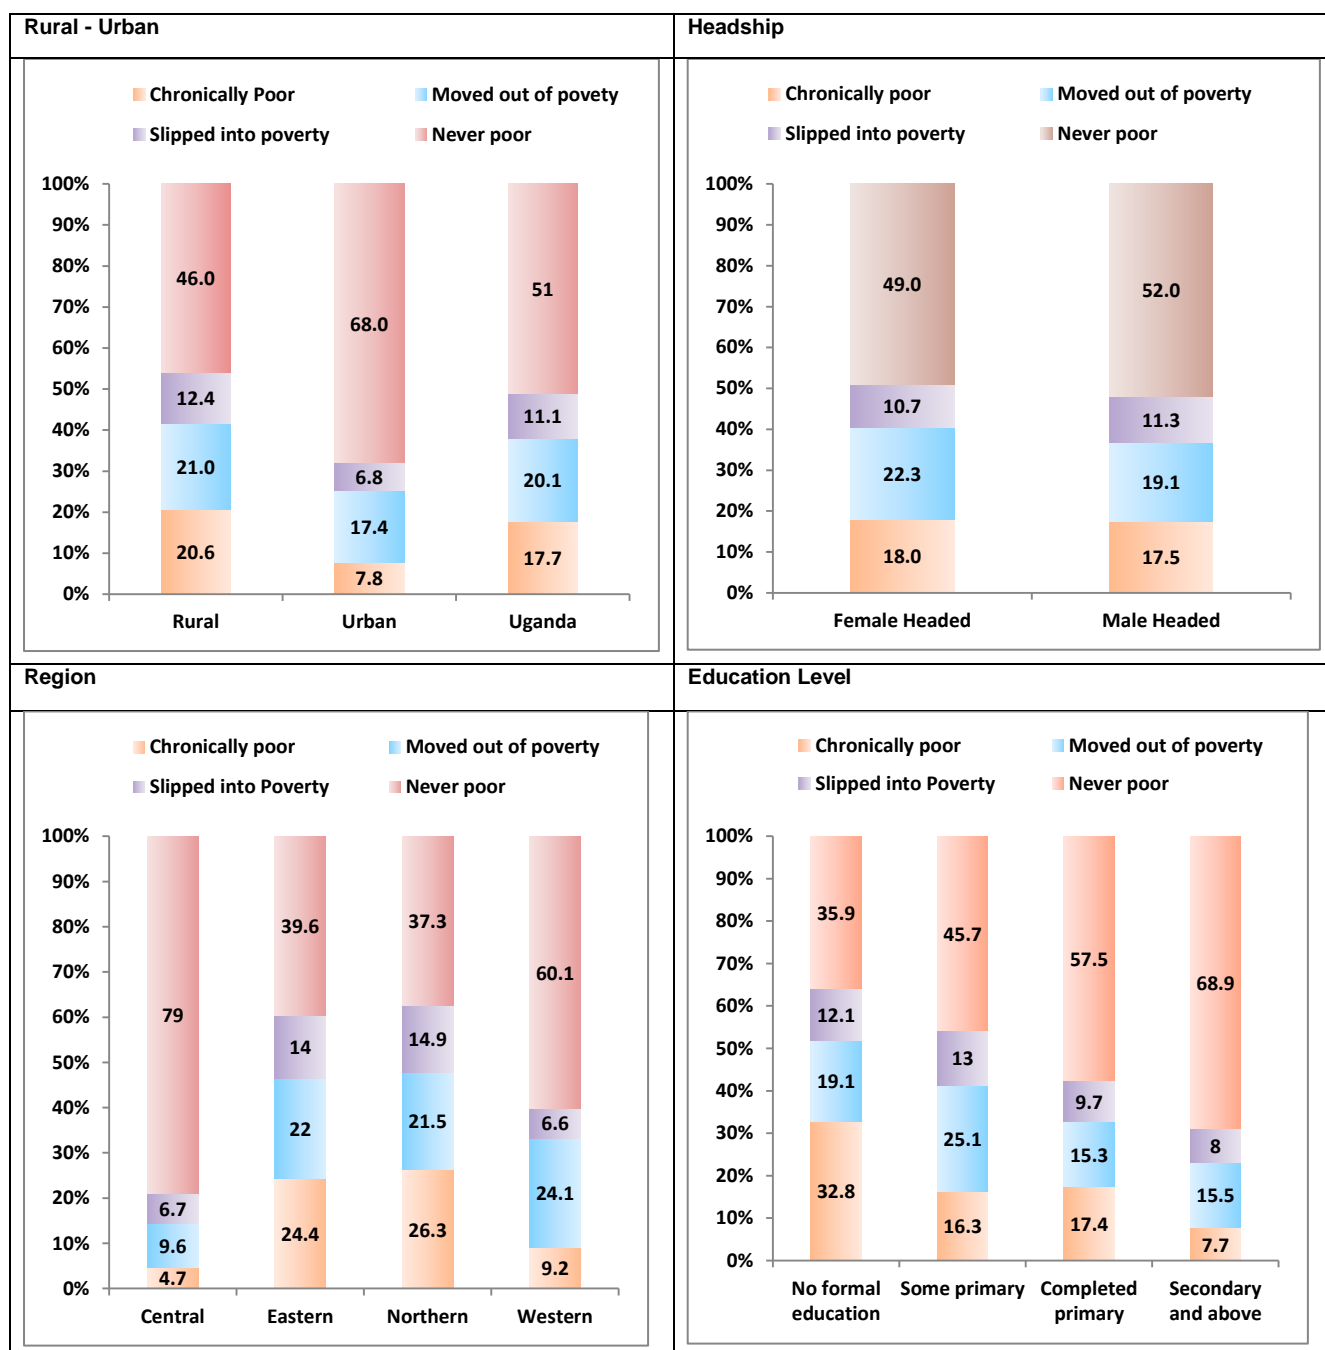 Rural - Urban
Chronically Poor
Moved out of povety
Slipped into poverty
Never poor
100%
90%
80%
70%
60%
50%
40%
30%
20%
10%
0%
46.0
12.4
21.0
20.6
68.0
6.8
17.4
7.8
51
11.1
20.1
17.7
Rural
Urban
Uganda
Headship
Chronically poor
Moved out of poverty
Slipped into poverty
Never poor
100%
90%
80%
70%
60%
50%
40%
30%
20%
10%
0%
49.0
10.7
22.3
18.0
52.0
11.3
19.1
17.5
Female Headed
Male Headed
Region
Chronically poor
Moved out of poverty
Slipped into Poverty
Never poor
100%
90%
80%
70%
60%
50%
40%
30%
20%
10%
0%
79
6.7
9.6
4.7
39.6
14
22
24.4
37.3
14.9
21.5
26.3
60.1
6.6
24.1
9.2
Central
Eastern
Northern
Western
Education Level
Chronically poor
Moved out of poverty
Slipped into Poverty
Never poor
100%
90%
80%
70%
60%
50%
40%
30%
20%
10%
0%
35.9
12.1
19.1
32.8
45.7
13
25.1
16.3
57.5
9.7
15.3
17.4
68.9
8
15.5
7.7
No formal
education
Some primary
Completed
primary
Secondary
and above